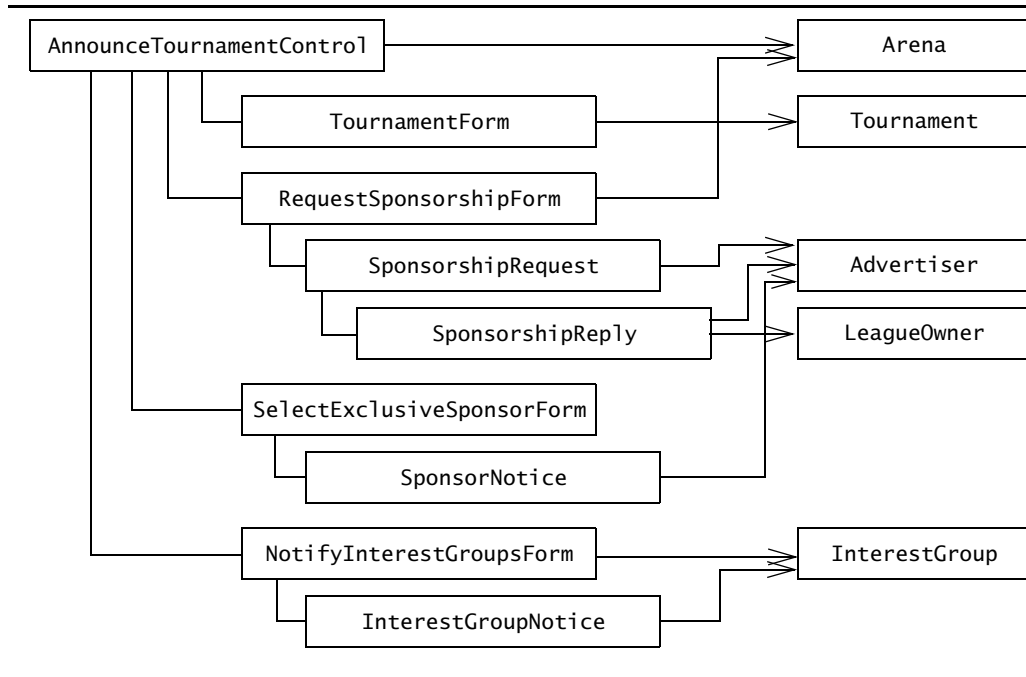 AnnounceTournamentControl
Arena
TournamentForm
Tournament
RequestSponsorshipForm
SponsorshipRequest
Advertiser
SponsorshipReply
LeagueOwner
SelectExclusiveSponsorForm
SponsorNotice
NotifyInterestGroupsForm
InterestGroup
InterestGroupNotice